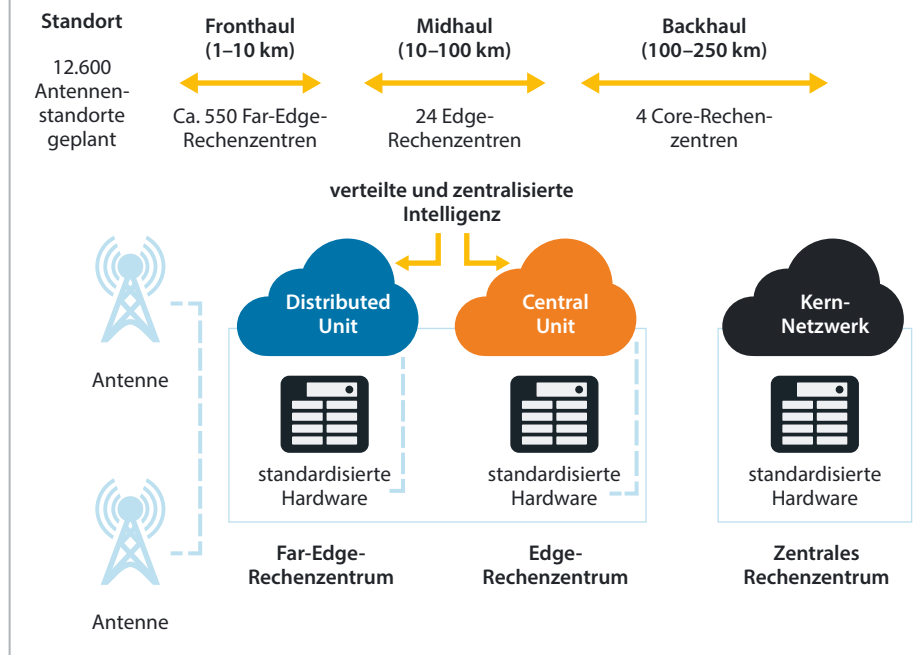 Standort
12.600
Antennen-
standorte
geplant
Fronthaul
(1–10 km)
Ca. 550 Far-Edge-
Rechenzentren
Midhaul
(10–100 km)
24 Edge-
Rechenzentren
Backhaul
(100–250 km)
4 Core-Rechen-
zentren
verteilte und zentralisierte
Intelligenz
Antenne
Antenne
Distributed
Unit
standardisierte
Hardware
Far-Edge-
Rechenzentrum
Central
Unit
standardisierte
Hardware
Edge-
Rechenzentrum
Kern-
Netzwerk
standardisierte
Hardware
Zentrales
Rechenzentrum